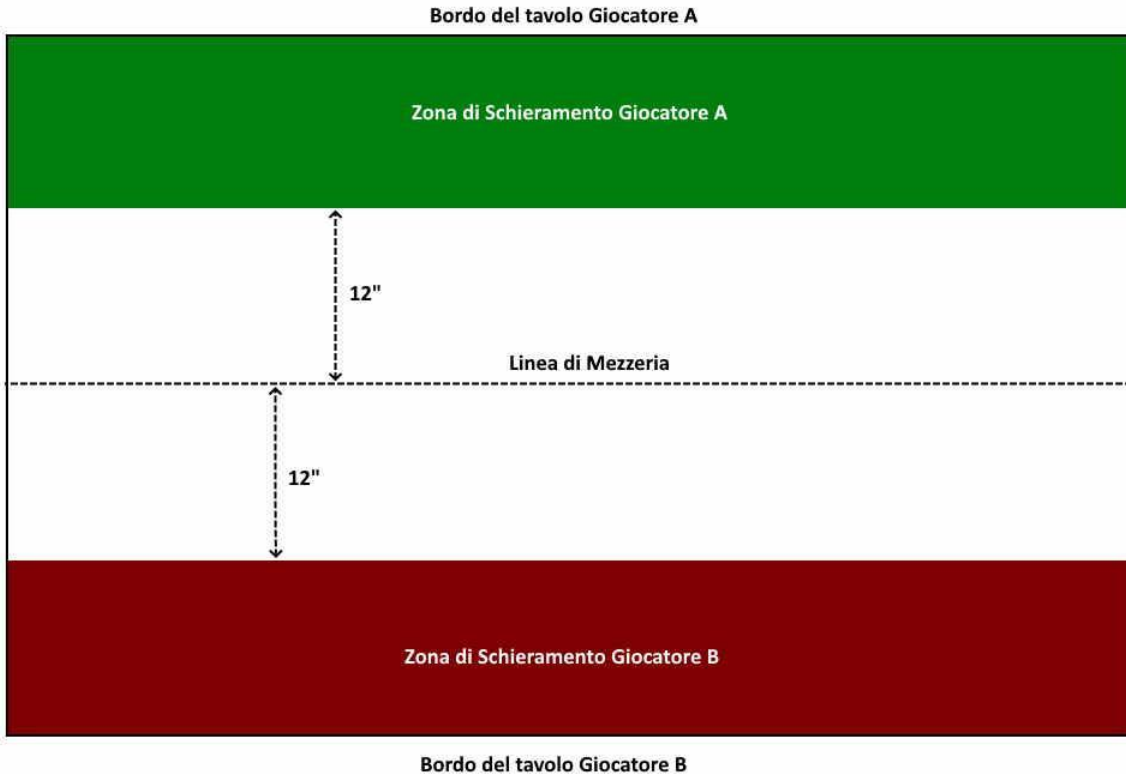 Bordo del tavolo Giocatore A
Zona di Schieramento Giocatore A
12"
Linea di Mezzeria
12"
Zona di Schieramento Giocatore B
Bordo del tavolo Giocatore B